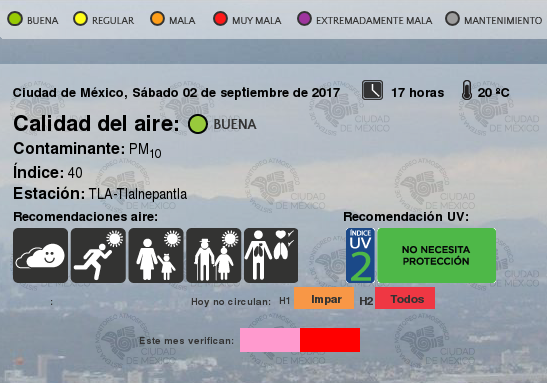 BUENA REGULAR MALA MUY MALA EXTREMADAMENTE MALA MANTENIMIENTO
Ciudad de México, Sábado 02 de septiembre de 2017 17 horas 20 ºC
Calidad del aire: BUENA
Contaminante: PM10
Índice: 40
Estación: TLA-Tlalnepantla
Recomendaciones aire: Recomendación UV:
ÍNDICE
UV
2
NO NECESITA
PROTECCIÓN
: Hoy no circulan: H1 Impar H2 Todos
Este mes verifican:
CIUDAD
DE MÉXICO